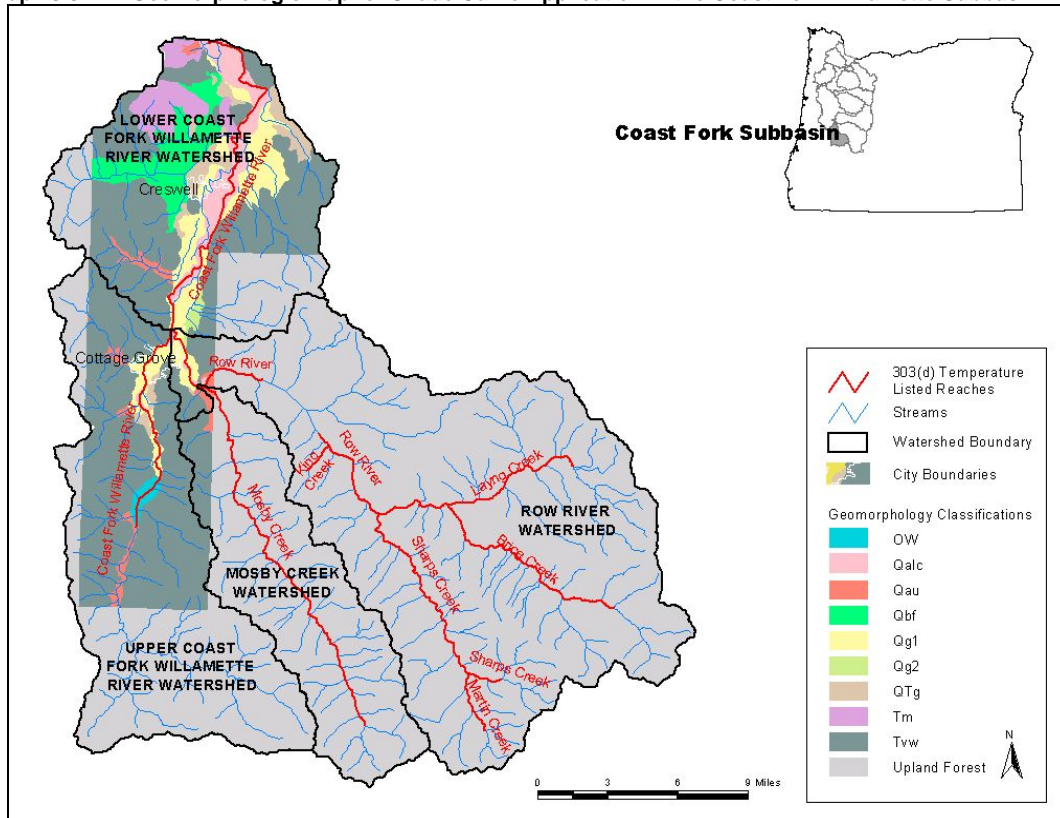 LOWER COAST
FORK WILLAMETTE
RIVER WATERSHED
Creswell
Coast Fork Willamette River
Coast Fork Subbasin
Cottage Grove
Row River
Coast Fork Willamette River
King
Creek
Row River
Layng Creek
ROW RIVER
WATERSHED
Brice Creek
Mosby Creek
MOSBY CREEK
WATERSHED
Sharps Creek
UPPER COAST
FORK WILLAMETTE
RIVER WATERSHED
Sharps Creek
Martin Creek
303(d) Temperature
Listed Reaches
Streams
Watershed Boundary
City Boundaries
Geomorphology Classifications
OW
Qalc
Qau
Qbf
Qg1
Qg2
QTg
Tm
Tvw
Upland Forest
N
0 3 6 9 Miles